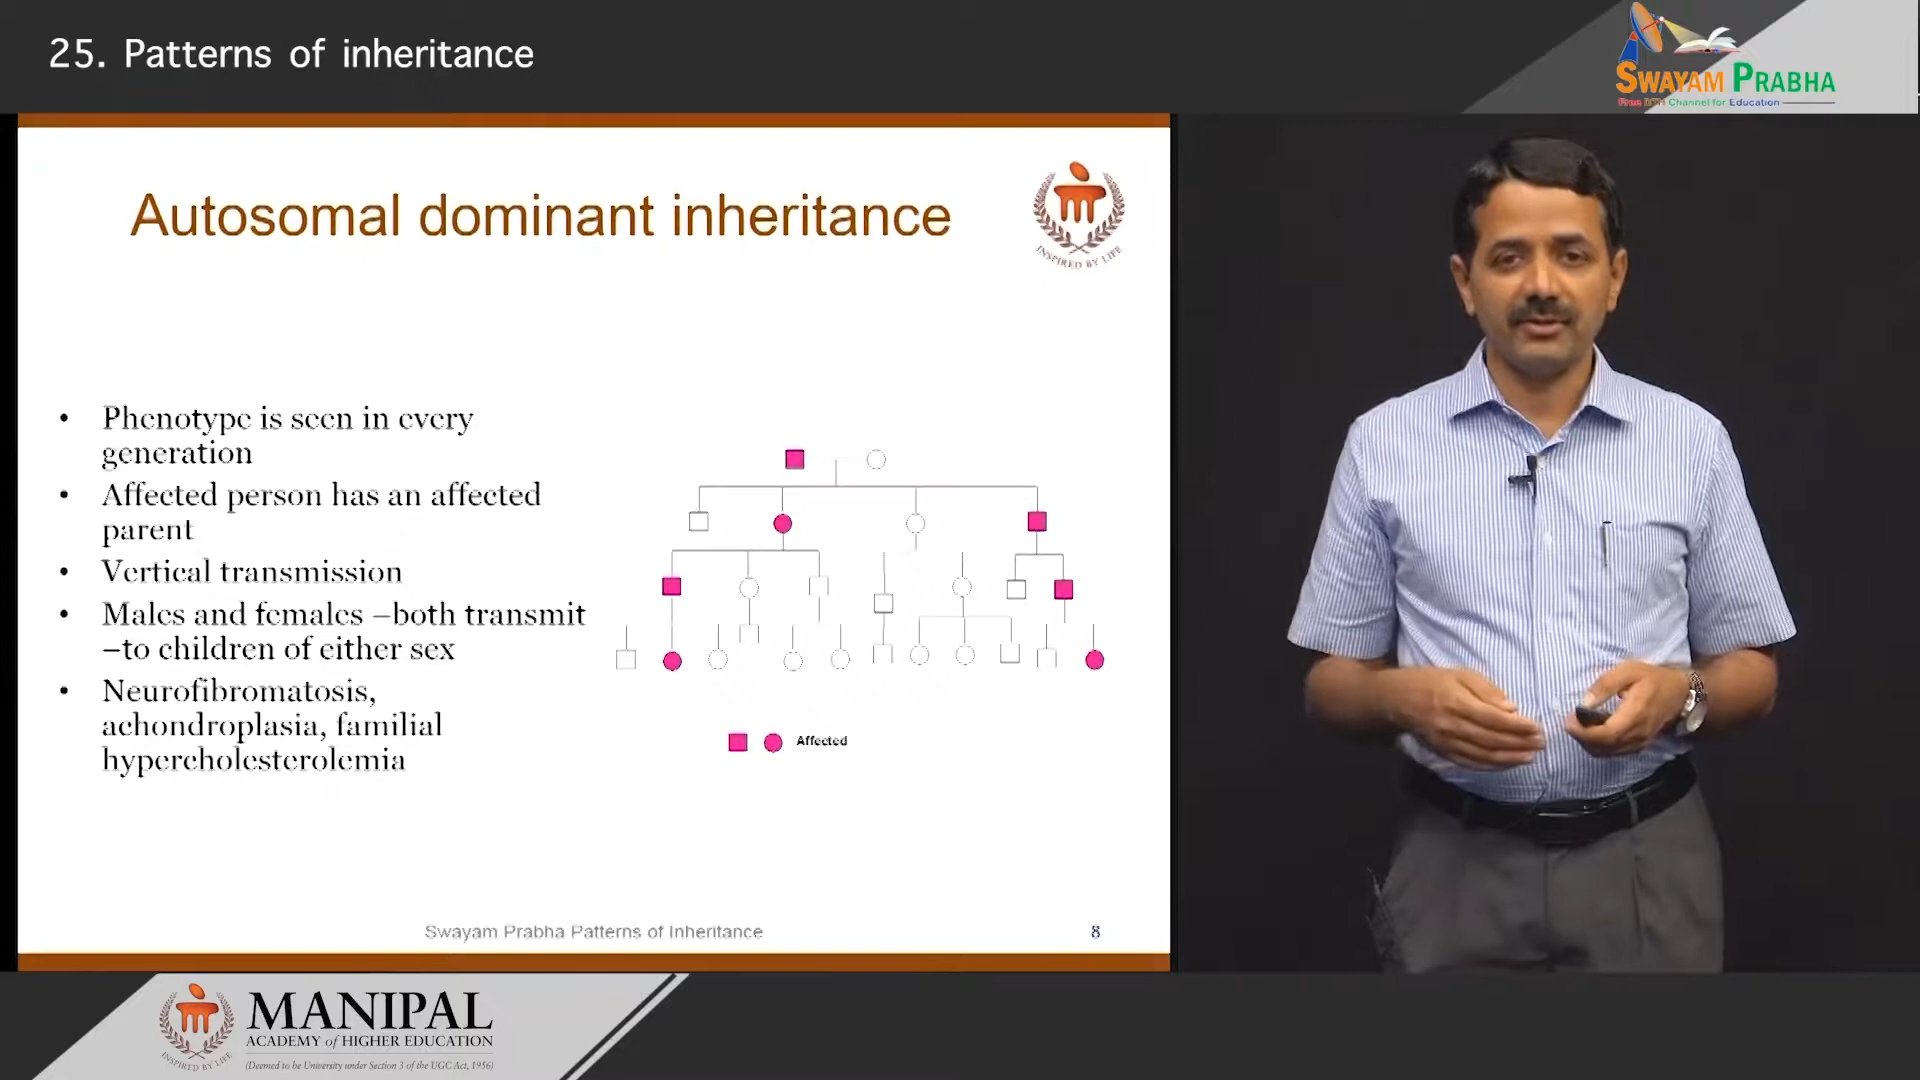 25. Patterns of inheritance
SWAYAM PRABHA
Free DTH Channel for Education
Autosomal dominant inheritance
INSPIRED BY LIFE
• Phenotype is seen in every
generation
• Affected person has an affected
parent
• Vertical transmission
• Males and females –both transmit
–to children of either sex
• Neurofibromatosis,
achondroplasia, familial
hypercholesterolemia
Affected
Swayam Prabha Patterns of Inheritance
8
MANIPAL
ACADEMY of HIGHER EDUCATION
(Deemed to be University under Section 3 of the UGC Act, 1956)
INSPIRED BY LIFE